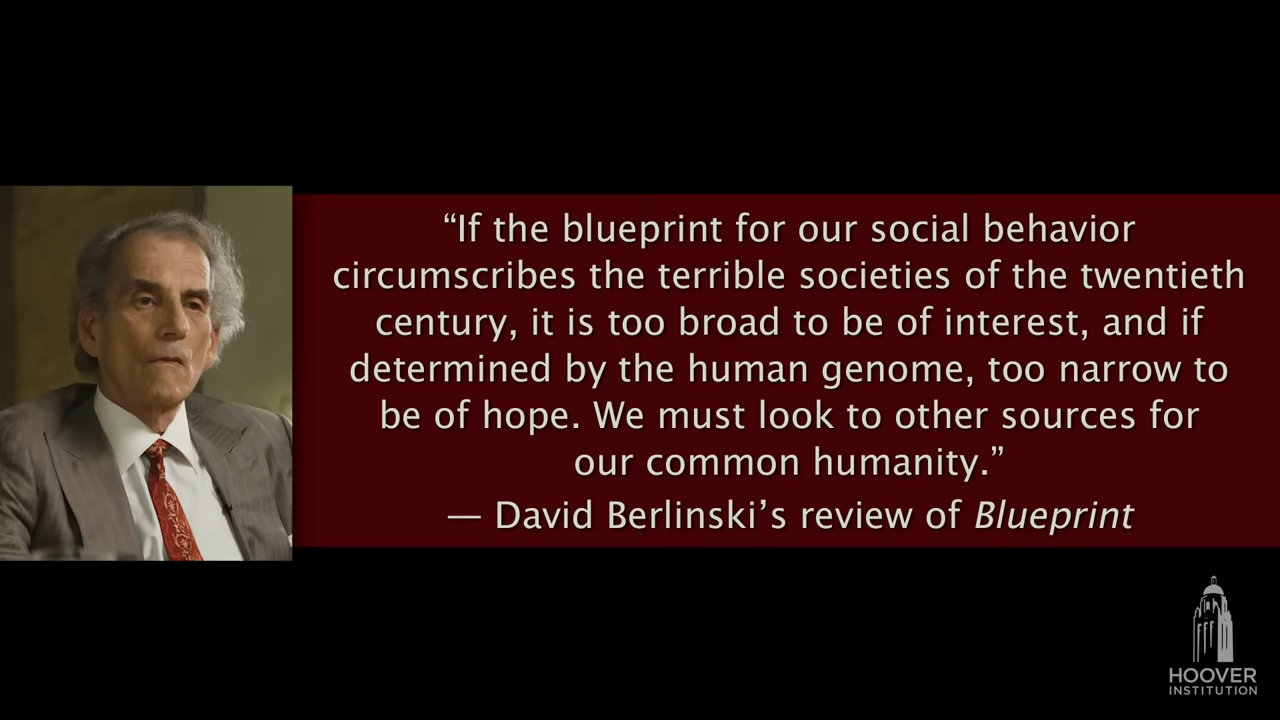 “If the blueprint for our social behavior
circumscribes the terrible societies of the twentieth
century, it is too broad to be of interest, and if
determined by the human genome, too narrow to
be of hope. We must look to other sources for
our common humanity.”
— David Berlinski’s review of Blueprint
HOOVER
INSTITUTION